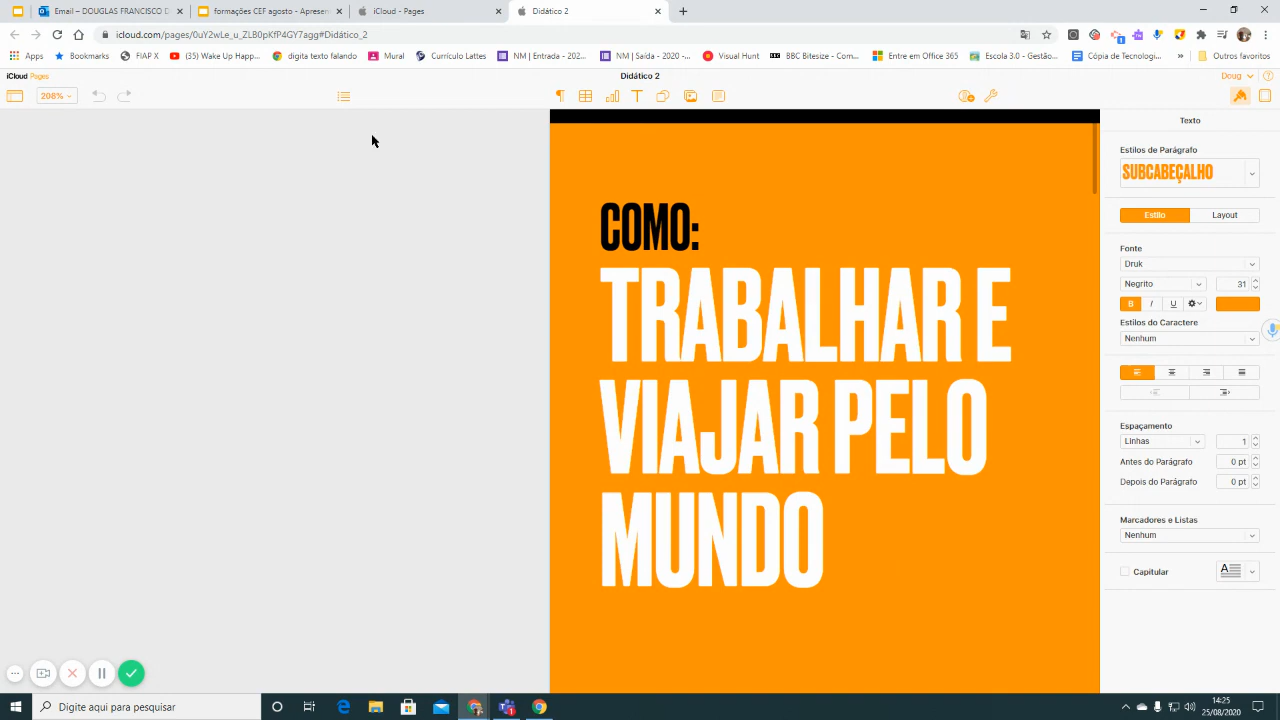 Email – DOUGLAS FRANCISCO D
formações CEF agosto - Apresen
iCloud - Pages
Didático 2
icloud.com/pages/0uY2wLe_u_ZLB0pKfP4GY7agg#Didático_2
Apps
Bookmarks
FIAP X
(35) Wake Up Happ...
digita texto falando
Mural
Currículo Lattes
NM | Entrada - 202...
NM | Saída - 2020 -...
Visual Hunt
BBC Bitesize - Com...
Entre em Office 365
Escola 3.0 - Gestão...
Cópia de Tecnologi...
Outros favoritos
iCloud Pages
Didático 2
Doug
208%
Texto
Estilos de Parágrafo
SUBCABEÇALHO
Estilo
Layout
Fonte
Druk
Negrito
31
B I U
Estilos do Caractere
Nenhum
Espaçamento
Linhas
1
Antes do Parágrafo
0 pt
Depois do Parágrafo
0 pt
Marcadores e Listas
Nenhum
Capitular
COMO:
TRABALHAR E
VIAJAR PELO
MUNDO
Digite aqui para pesquisar
14:25
25/08/2020